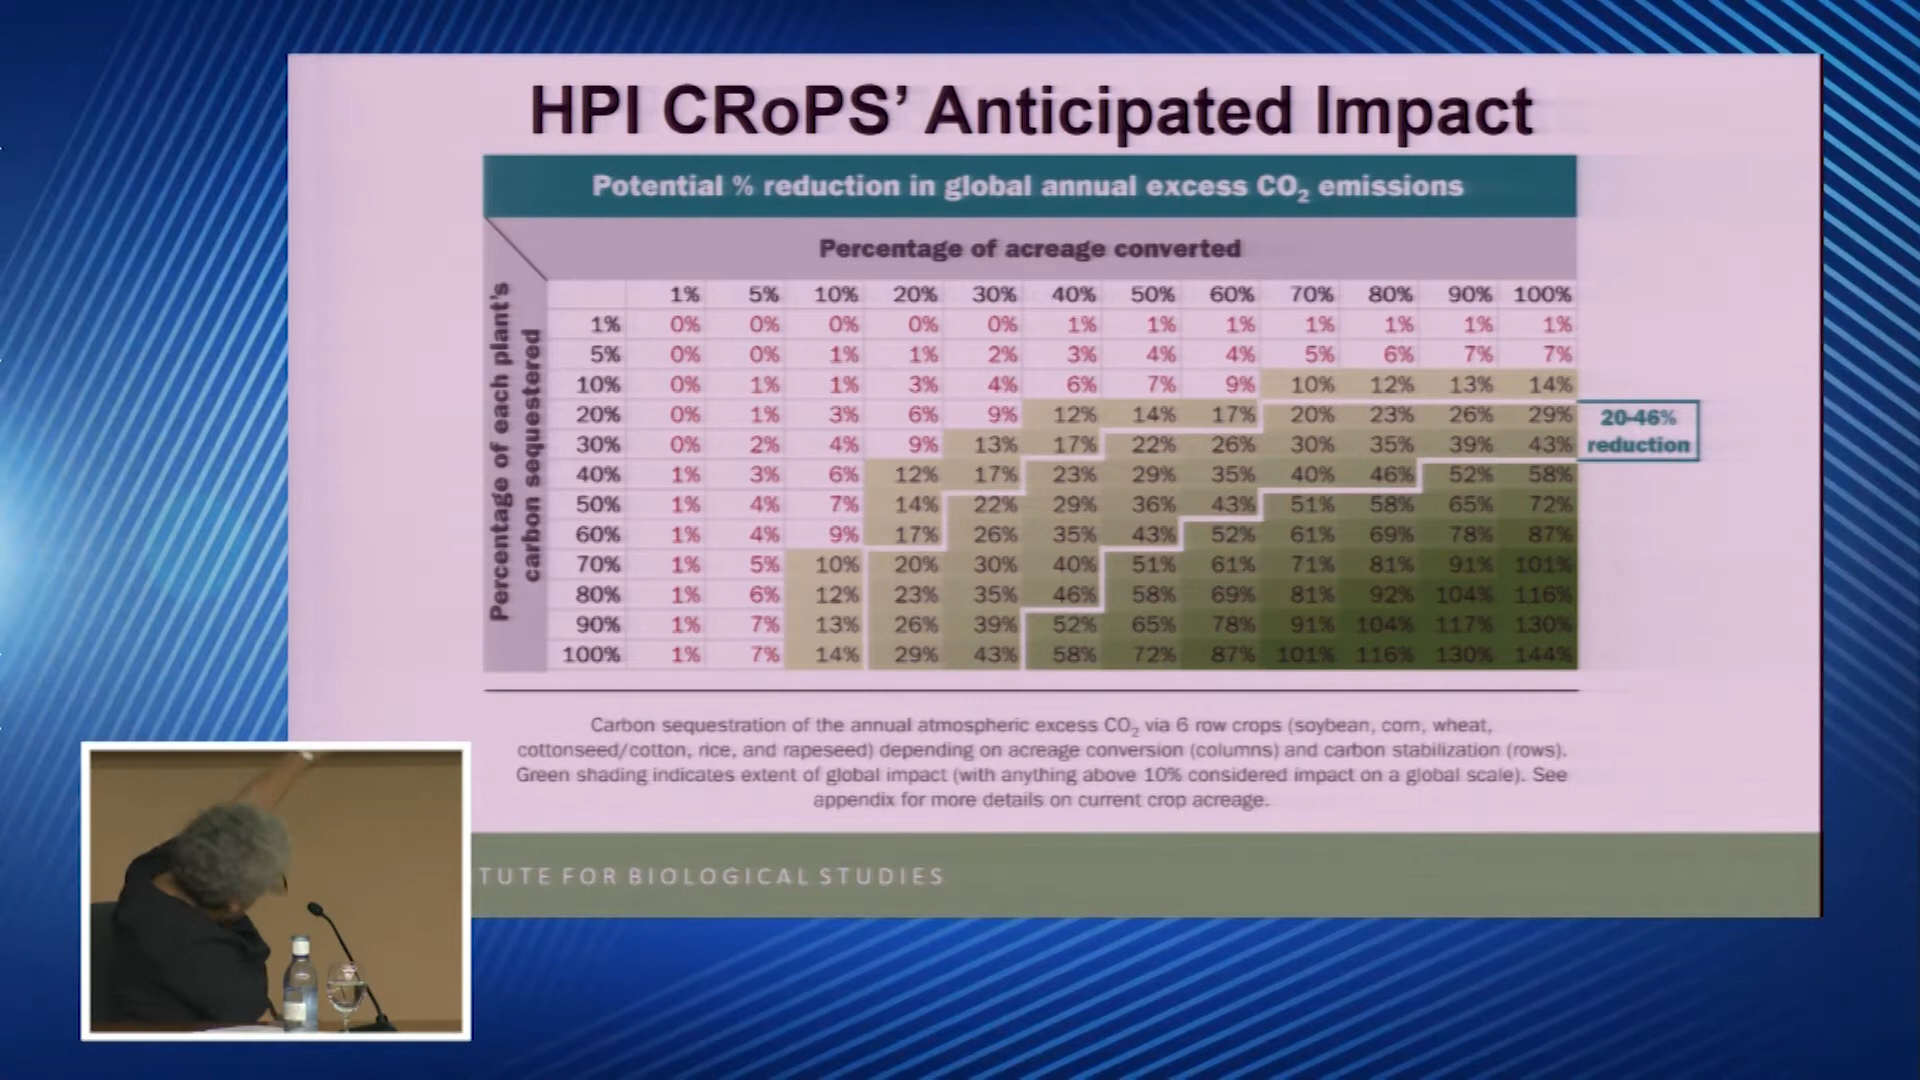 HPI CRoPS’ Anticipated Impact
Potential % reduction in global annual excess CO₂ emissions
Percentage of acreage converted
Percentage of each plant's
carbon sequestered
1% 5% 10% 20% 30% 40% 50% 60% 70% 80% 90% 100%
1% 0% 0% 0% 0% 0% 1% 1% 1% 1% 1% 1% 1%
5% 0% 0% 1% 1% 2% 3% 4% 4% 5% 6% 7% 7%
10% 0% 1% 1% 3% 4% 6% 7% 9% 10% 12% 13% 14%
20% 0% 1% 3% 6% 9% 12% 14% 17% 20% 23% 26% 29%
30% 0% 2% 4% 9% 13% 17% 22% 26% 30% 35% 39% 43%
40% 1% 3% 6% 12% 17% 23% 29% 35% 40% 46% 52% 58%
50% 1% 4% 7% 14% 22% 29% 36% 43% 51% 58% 65% 72%
60% 1% 4% 9% 17% 26% 35% 43% 52% 61% 69% 78% 87%
70% 1% 5% 10% 20% 30% 40% 51% 61% 71% 81% 91% 101%
80% 1% 6% 12% 23% 35% 46% 58% 69% 81% 92% 104% 116%
90% 1% 7% 13% 26% 39% 52% 65% 78% 91% 104% 117% 130%
100% 1% 7% 14% 29% 43% 58% 72% 87% 101% 116% 130% 144%
20-46%
reduction
Carbon sequestration of the annual atmospheric excess CO₂ via 6 row crops (soybean, corn, wheat,
cottonseed/cotton, rice, and rapeseed) depending on acreage conversion (columns) and carbon stabilization (rows).
Green shading indicates extent of global impact (with anything above 10% considered impact on a global scale). See
appendix for more details on current crop acreage.
TUTE FOR BIOLOGICAL STUDIES